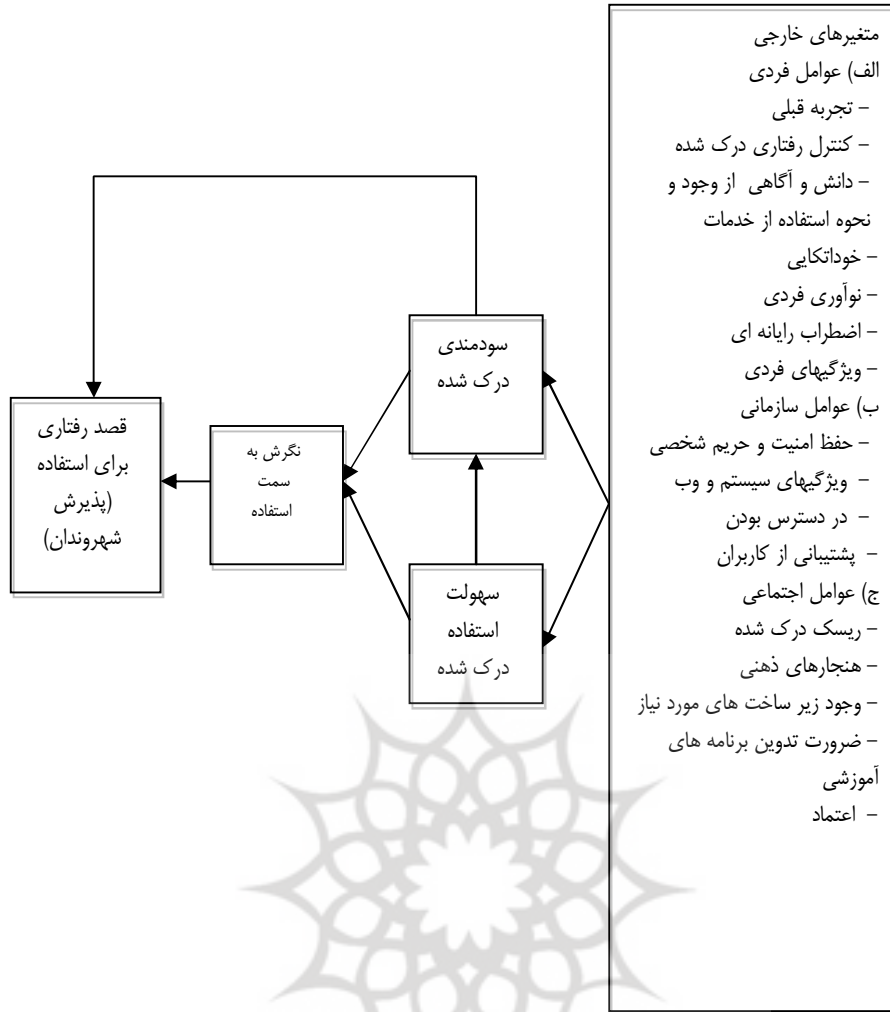 متغیرهای خارجی
الف) عوامل فردی
- تجربه قبلی
- کنترل رفتاری درک شده
- دانش و آگاهی از وجود و
نحوه استفاده از خدمات
- خوداتکایی
- نوآوری فردی
- اضطراب رایانه ای
- ویژگیهای فردی
ب) عوامل سازمانی
- حفظ امنیت و حریم شخصی
- ویژگیهای سیستم و وب
- در دسترس بودن
- پشتیبانی از کاربران
ج) عوامل اجتماعی
- ریسک درک شده
- هنجارهای ذهنی
- وجود زیر ساخت های مورد نیاز
- ضرورت تدوین برنامه های
آموزشی
- اعتماد
سودمندی
درک شده
سهولت
استفاده
درک شده
نگرش به
سمت
استفاده
قصد رفتاری
برای استفاده
(پذیرش
شهروندان)